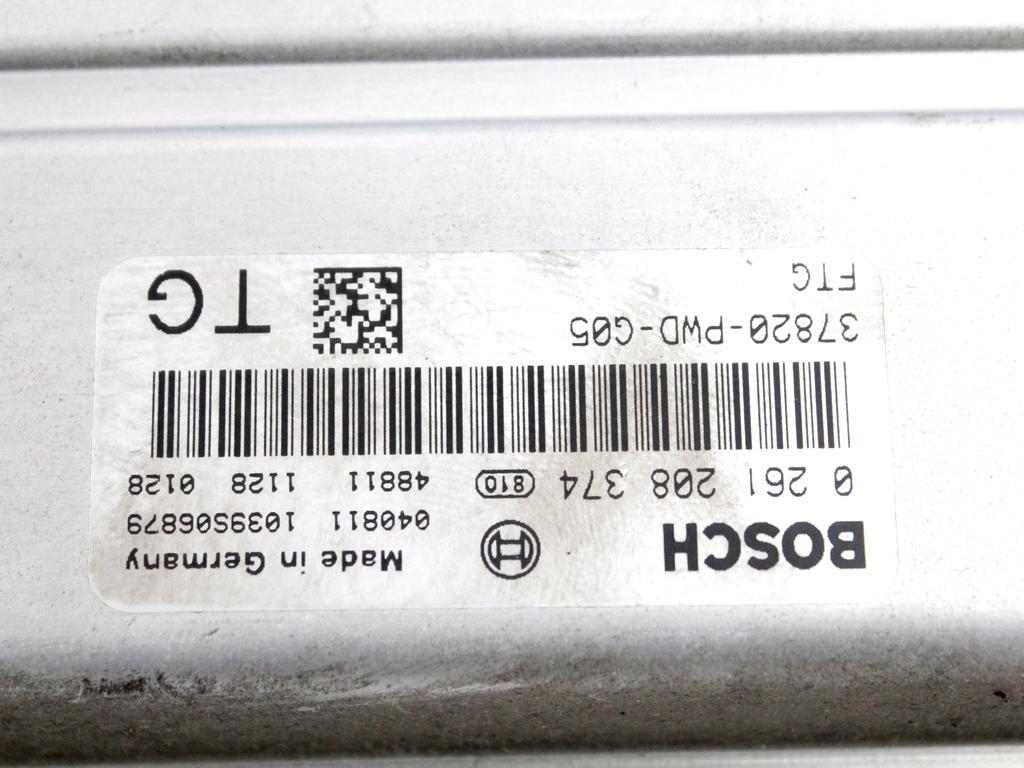 BOSCH Made in Germany
040811 1039S06879
0 261 208 374 810 48811 1128 0128
37820-PWD-G05
FTG
TG